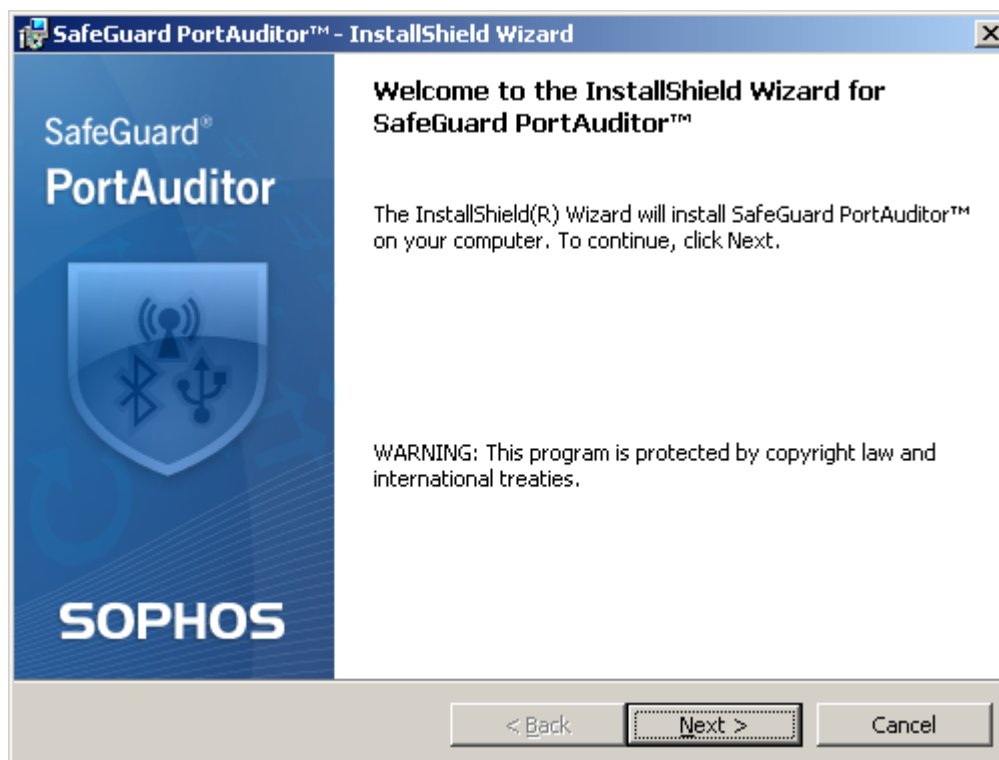 SafeGuard PortAuditor™ - InstallShield Wizard
SafeGuard®
PortAuditor
SOPHOS
Welcome to the InstallShield Wizard for
SafeGuard PortAuditor™
The InstallShield(R) Wizard will install SafeGuard PortAuditor™
on your computer. To continue, click Next.
WARNING: This program is protected by copyright law and
international treaties.
< Back
Next >
Cancel